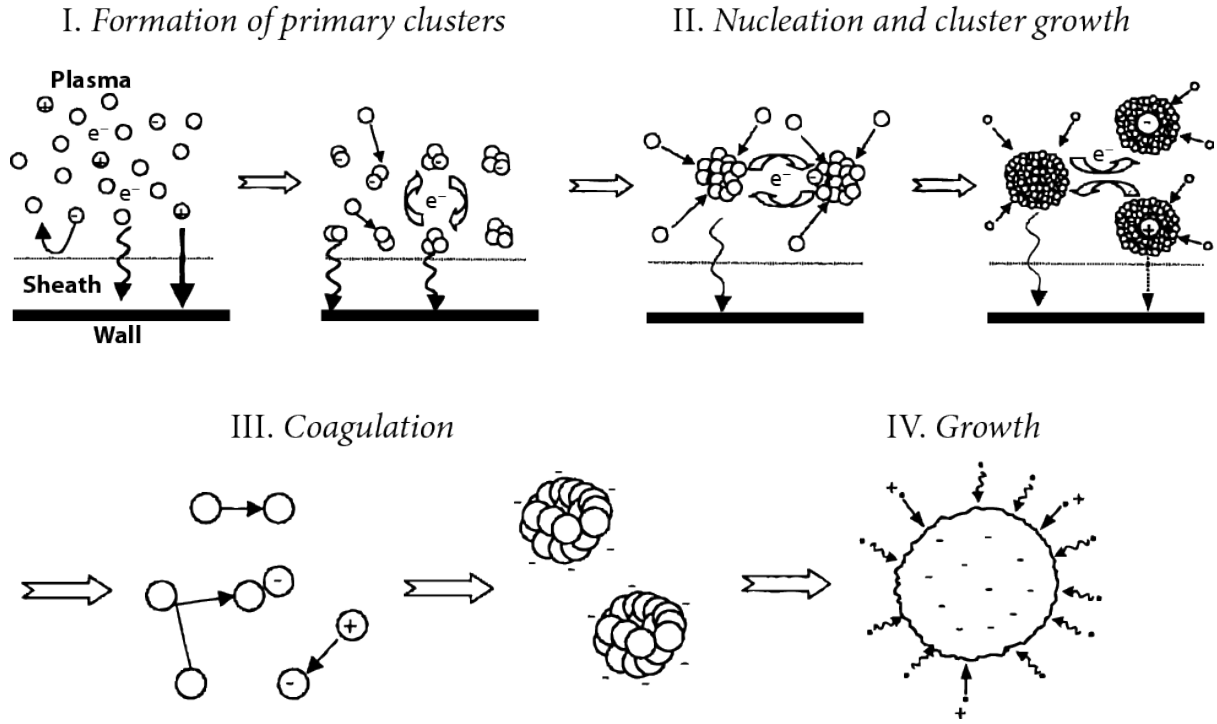 I. Formation of primary clusters
II. Nucleation and cluster growth
Plasma
+
-
e⁻
+
e⁻
-
+
Sheath
Wall
-
-
-
e⁻
-
e⁻
-
e⁻
-
+
III. Coagulation
IV. Growth
-
+
-
+
+
- - - - - - - - - -
+